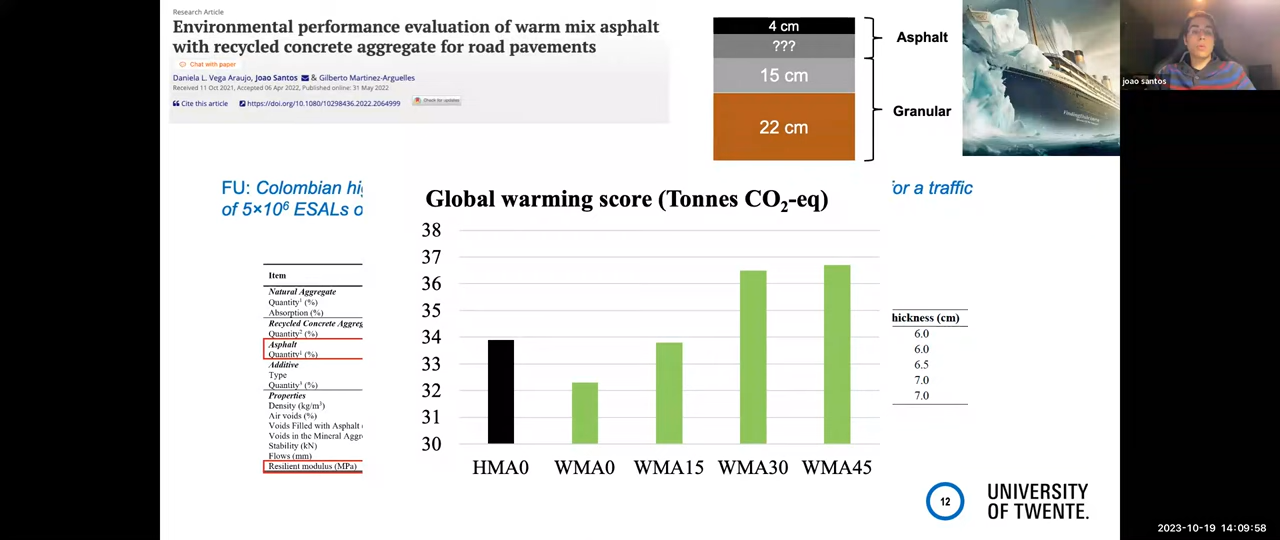 Research Article
Environmental performance evaluation of warm mix asphalt
with recycled concrete aggregate for road pavements
Chat with paper
Daniela L. Vega Araujo, Joao Santos & Gilberto Martinez-Arguelles
Received 11 Oct 2021, Accepted 06 Apr 2022, Published online: 31 May 2022
Cite this article https://doi.org/10.1080/10298436.2022.2064999 Check for updates
4 cm
???
15 cm
22 cm
Asphalt
Granular
joao santos
FU: Colombian hi
of 5×10⁶ ESALs o
or a traffic
Global warming score (Tonnes CO₂-eq)
38
37
36
35
34
33
32
31
30
HMA0 WMA0 WMA15 WMA30 WMA45
Item
Natural Aggregate
Quantity¹ (%)
Absorption (%)
Recycled Concrete Aggreg
Quantity² (%)
Asphalt
Quantity¹ (%)
Additive
Type
Quantity³ (%)
Properties
Density (kg/m³)
Air voids (%)
Voids Filled with Asphalt
Voids in the Mineral Aggre
Stability (kN)
Flows (mm)
Resilient modulus (MPa)
hickness (cm)
6.0
6.0
6.5
7.0
7.0
12
UNIVERSITY
OF TWENTE.
2023-10-19 14:09:58